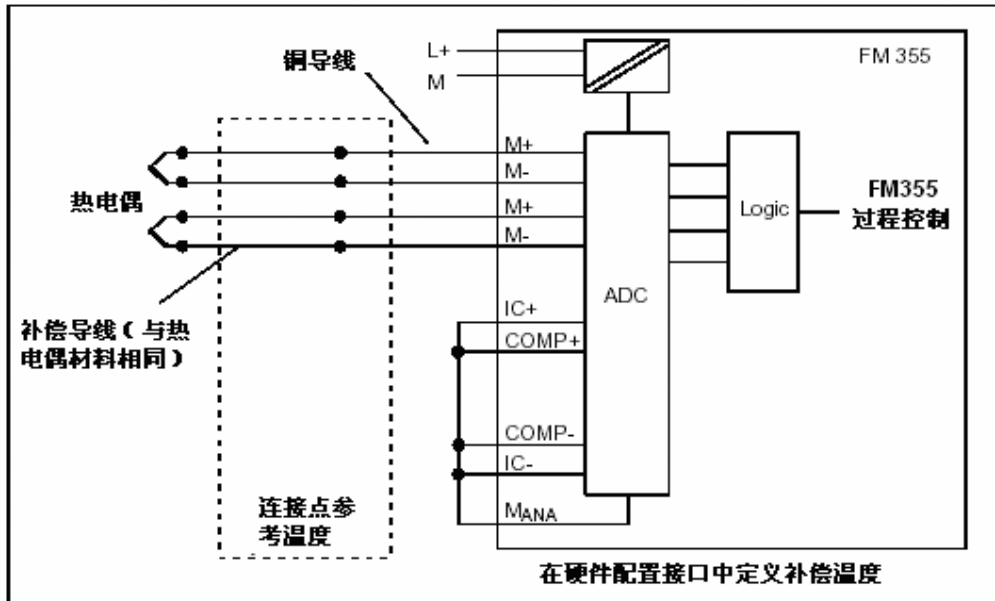 L+
M
FM 355
铜导线
M+
M-
M+
M-
热电偶
Logic
FM355
过程控制
ADC
补偿导线（与热
电偶材料相同）
IC+
COMP+
COMP-
IC-
MANA
连接点参
考温度
在硬件配置接口中定义补偿温度